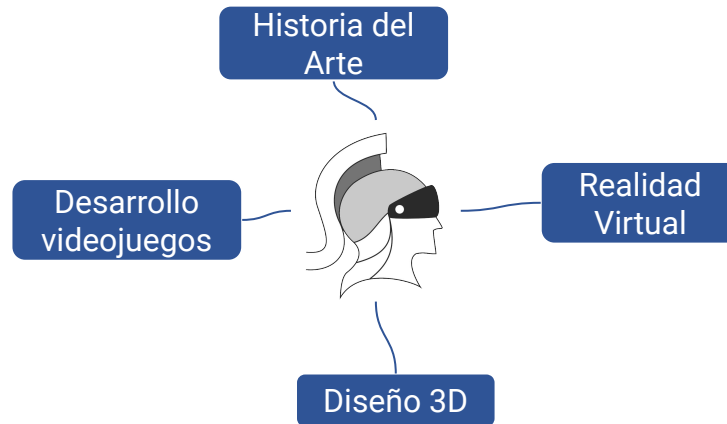 Historia del
Arte
Desarrollo
videojuegos
Realidad
Virtual
Diseño 3D